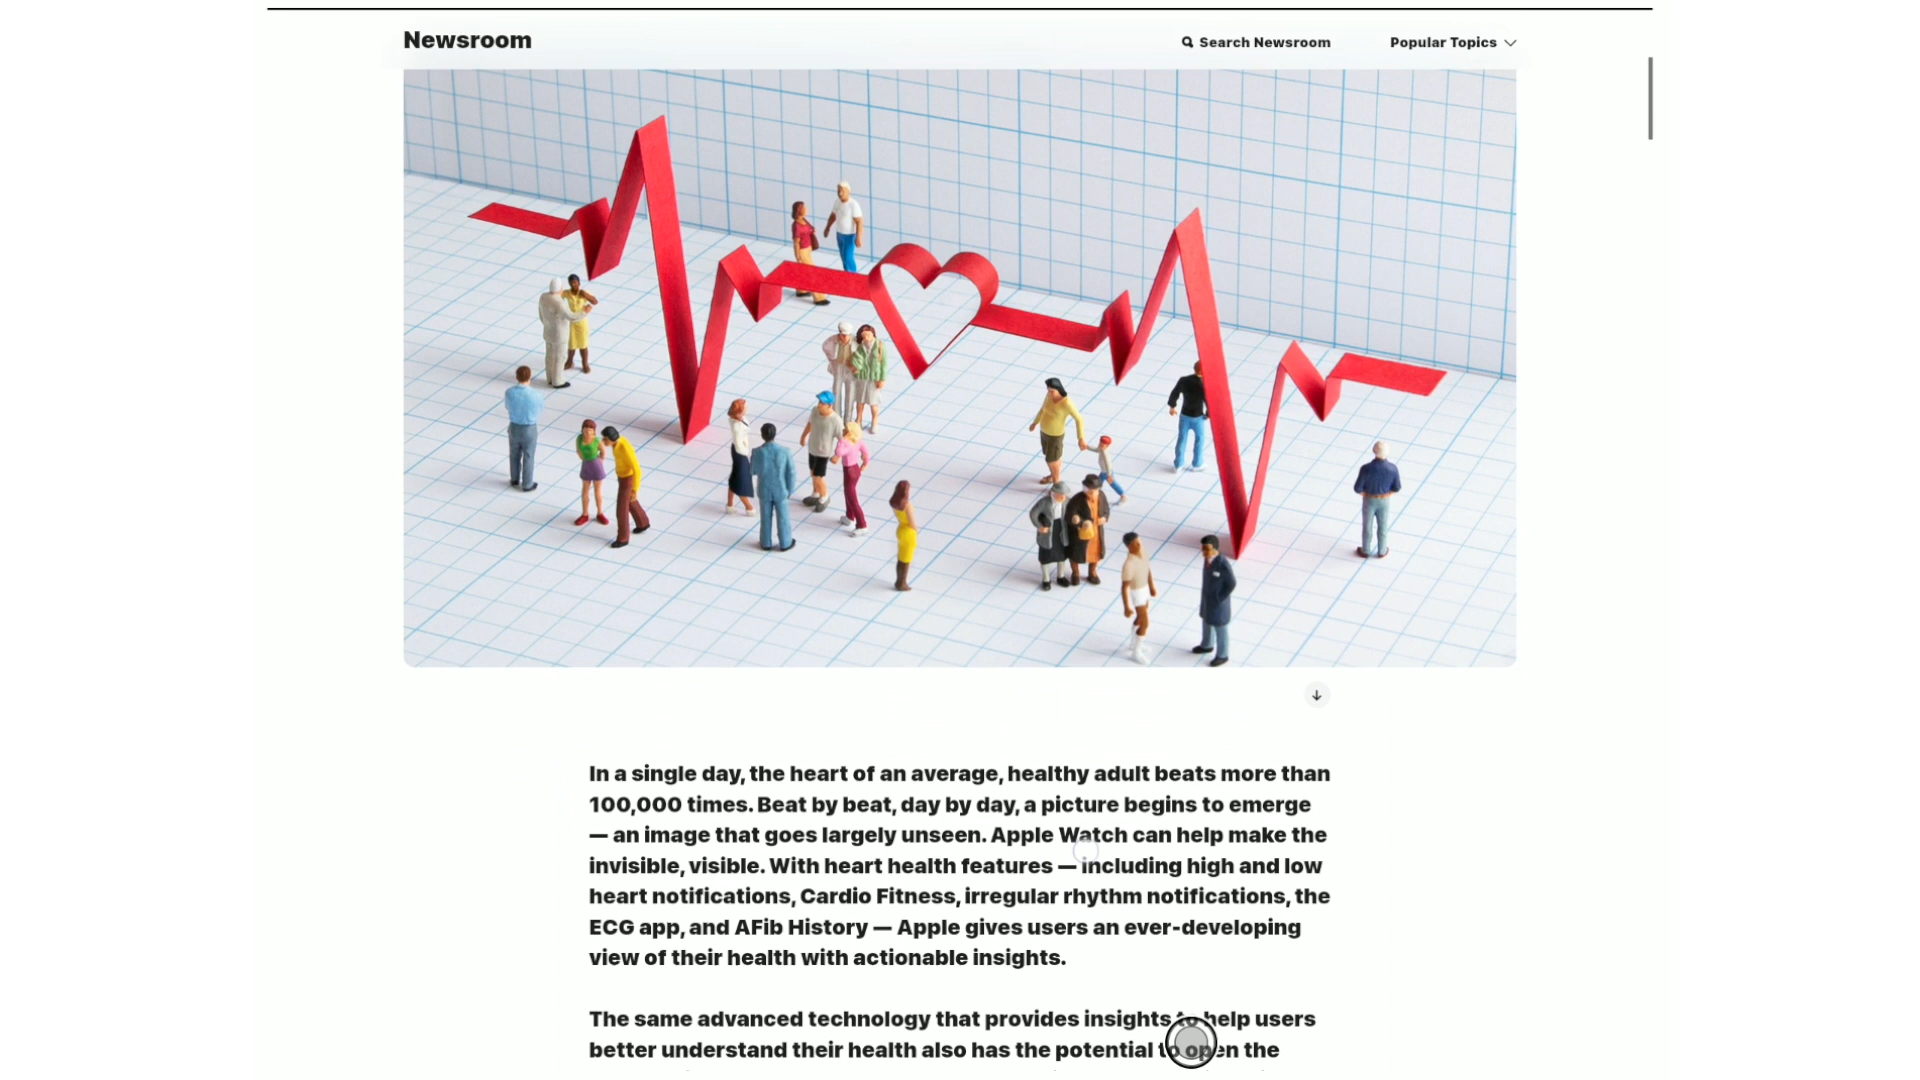 Newsroom
Search Newsroom
Popular Topics
In a single day, the heart of an average, healthy adult beats more than
100,000 times. Beat by beat, day by day, a picture begins to emerge
— an image that goes largely unseen. Apple Watch can help make the
invisible, visible. With heart health features — including high and low
heart notifications, Cardio Fitness, irregular rhythm notifications, the
ECG app, and AFib History — Apple gives users an ever-developing
view of their health with actionable insights.
The same advanced technology that provides insights to help users
better understand their health also has the potential to open the